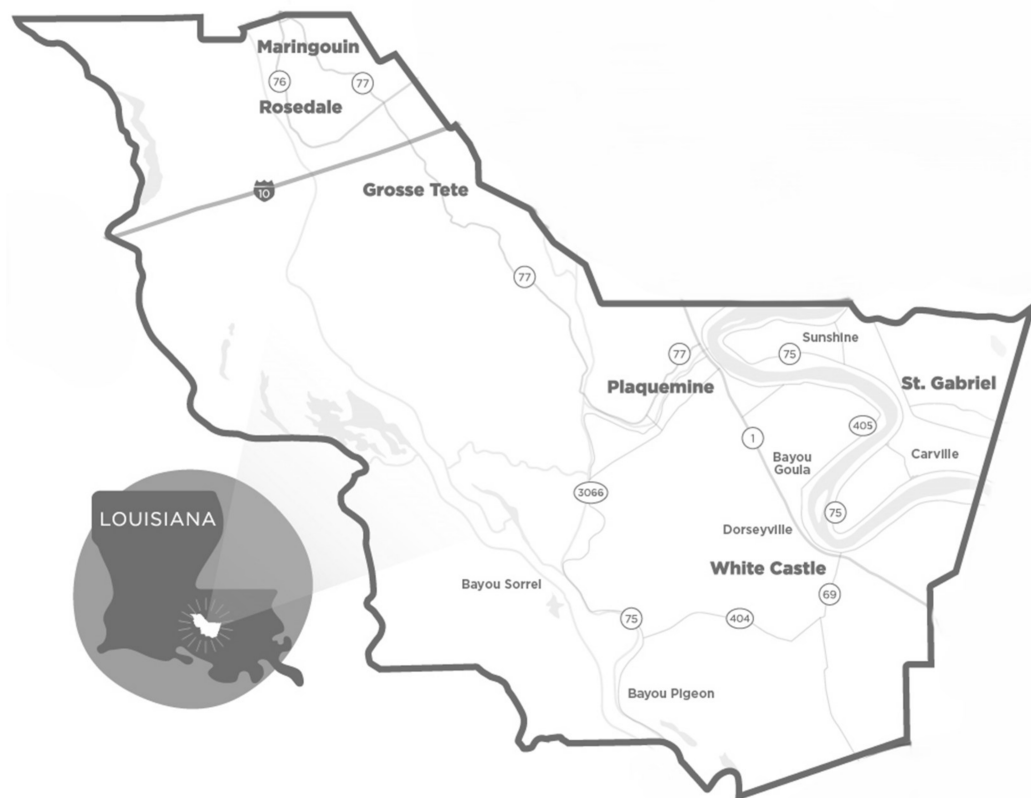 Maringouin
76
77
Rosedale
10
Grosse Tete
77
Sunshine
77
75
Plaquemine
St. Gabriel
405
1
Bayou
Goula
Carville
3066
75
LOUISIANA
Dorseyville
White Castle
Bayou Sorrel
69
75
404
Bayou Pigeon